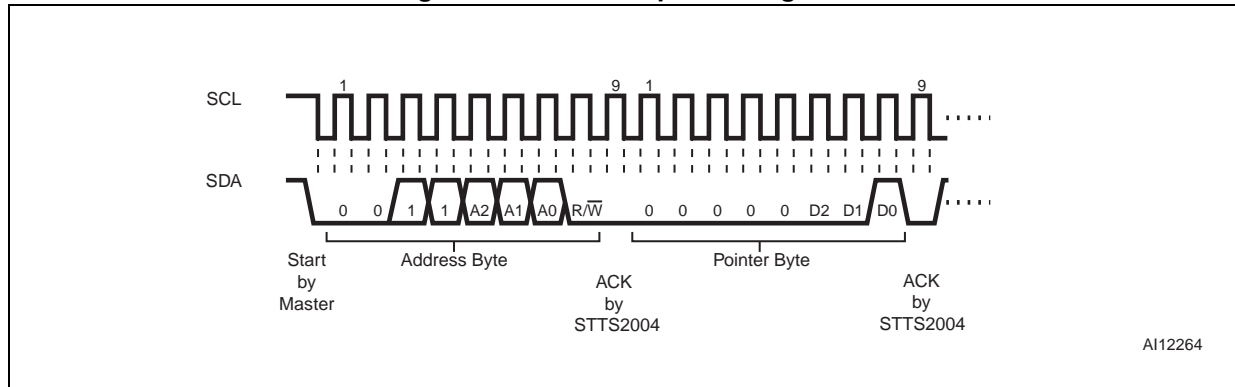 1 9 1 9
SCL
SDA
0 0 1 1 A2 A1 A0 R/W̅ 0 0 0 0 0 D2 D1 D0
Address Byte Pointer Byte
Start
by
Master
ACK
by
STTS2004
ACK
by
STTS2004
AI12264